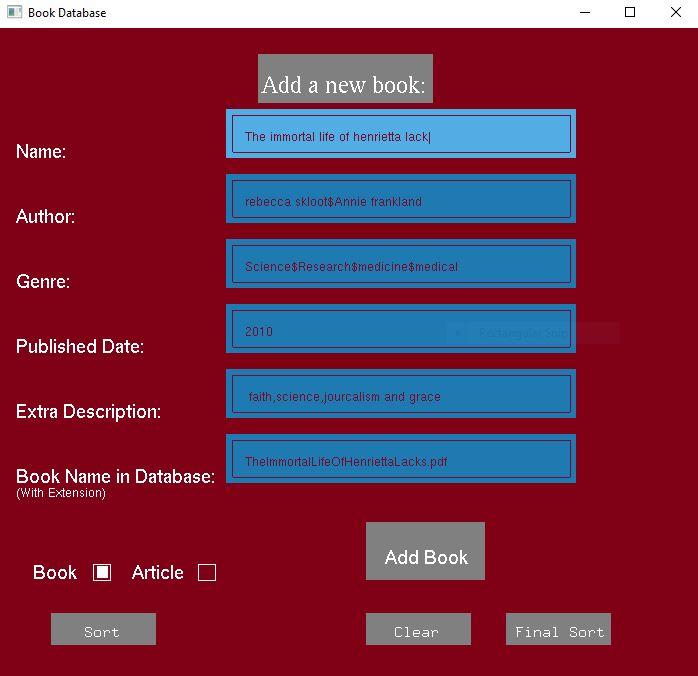 Book Database
Add a new book:
Name: The immortal life of henrietta lack
Author: rebecca skloot$Annie frankland
Genre: Science$Research$medicine$medical
Published Date: 2010
Rectangular Snip
Extra Description: faith,science,jourcalism and grace
Book Name in Database: TheImmortalLifeOfHenriettaLacks.pdf
(With Extension)
Add Book
Book Article
Sort Clear Final Sort